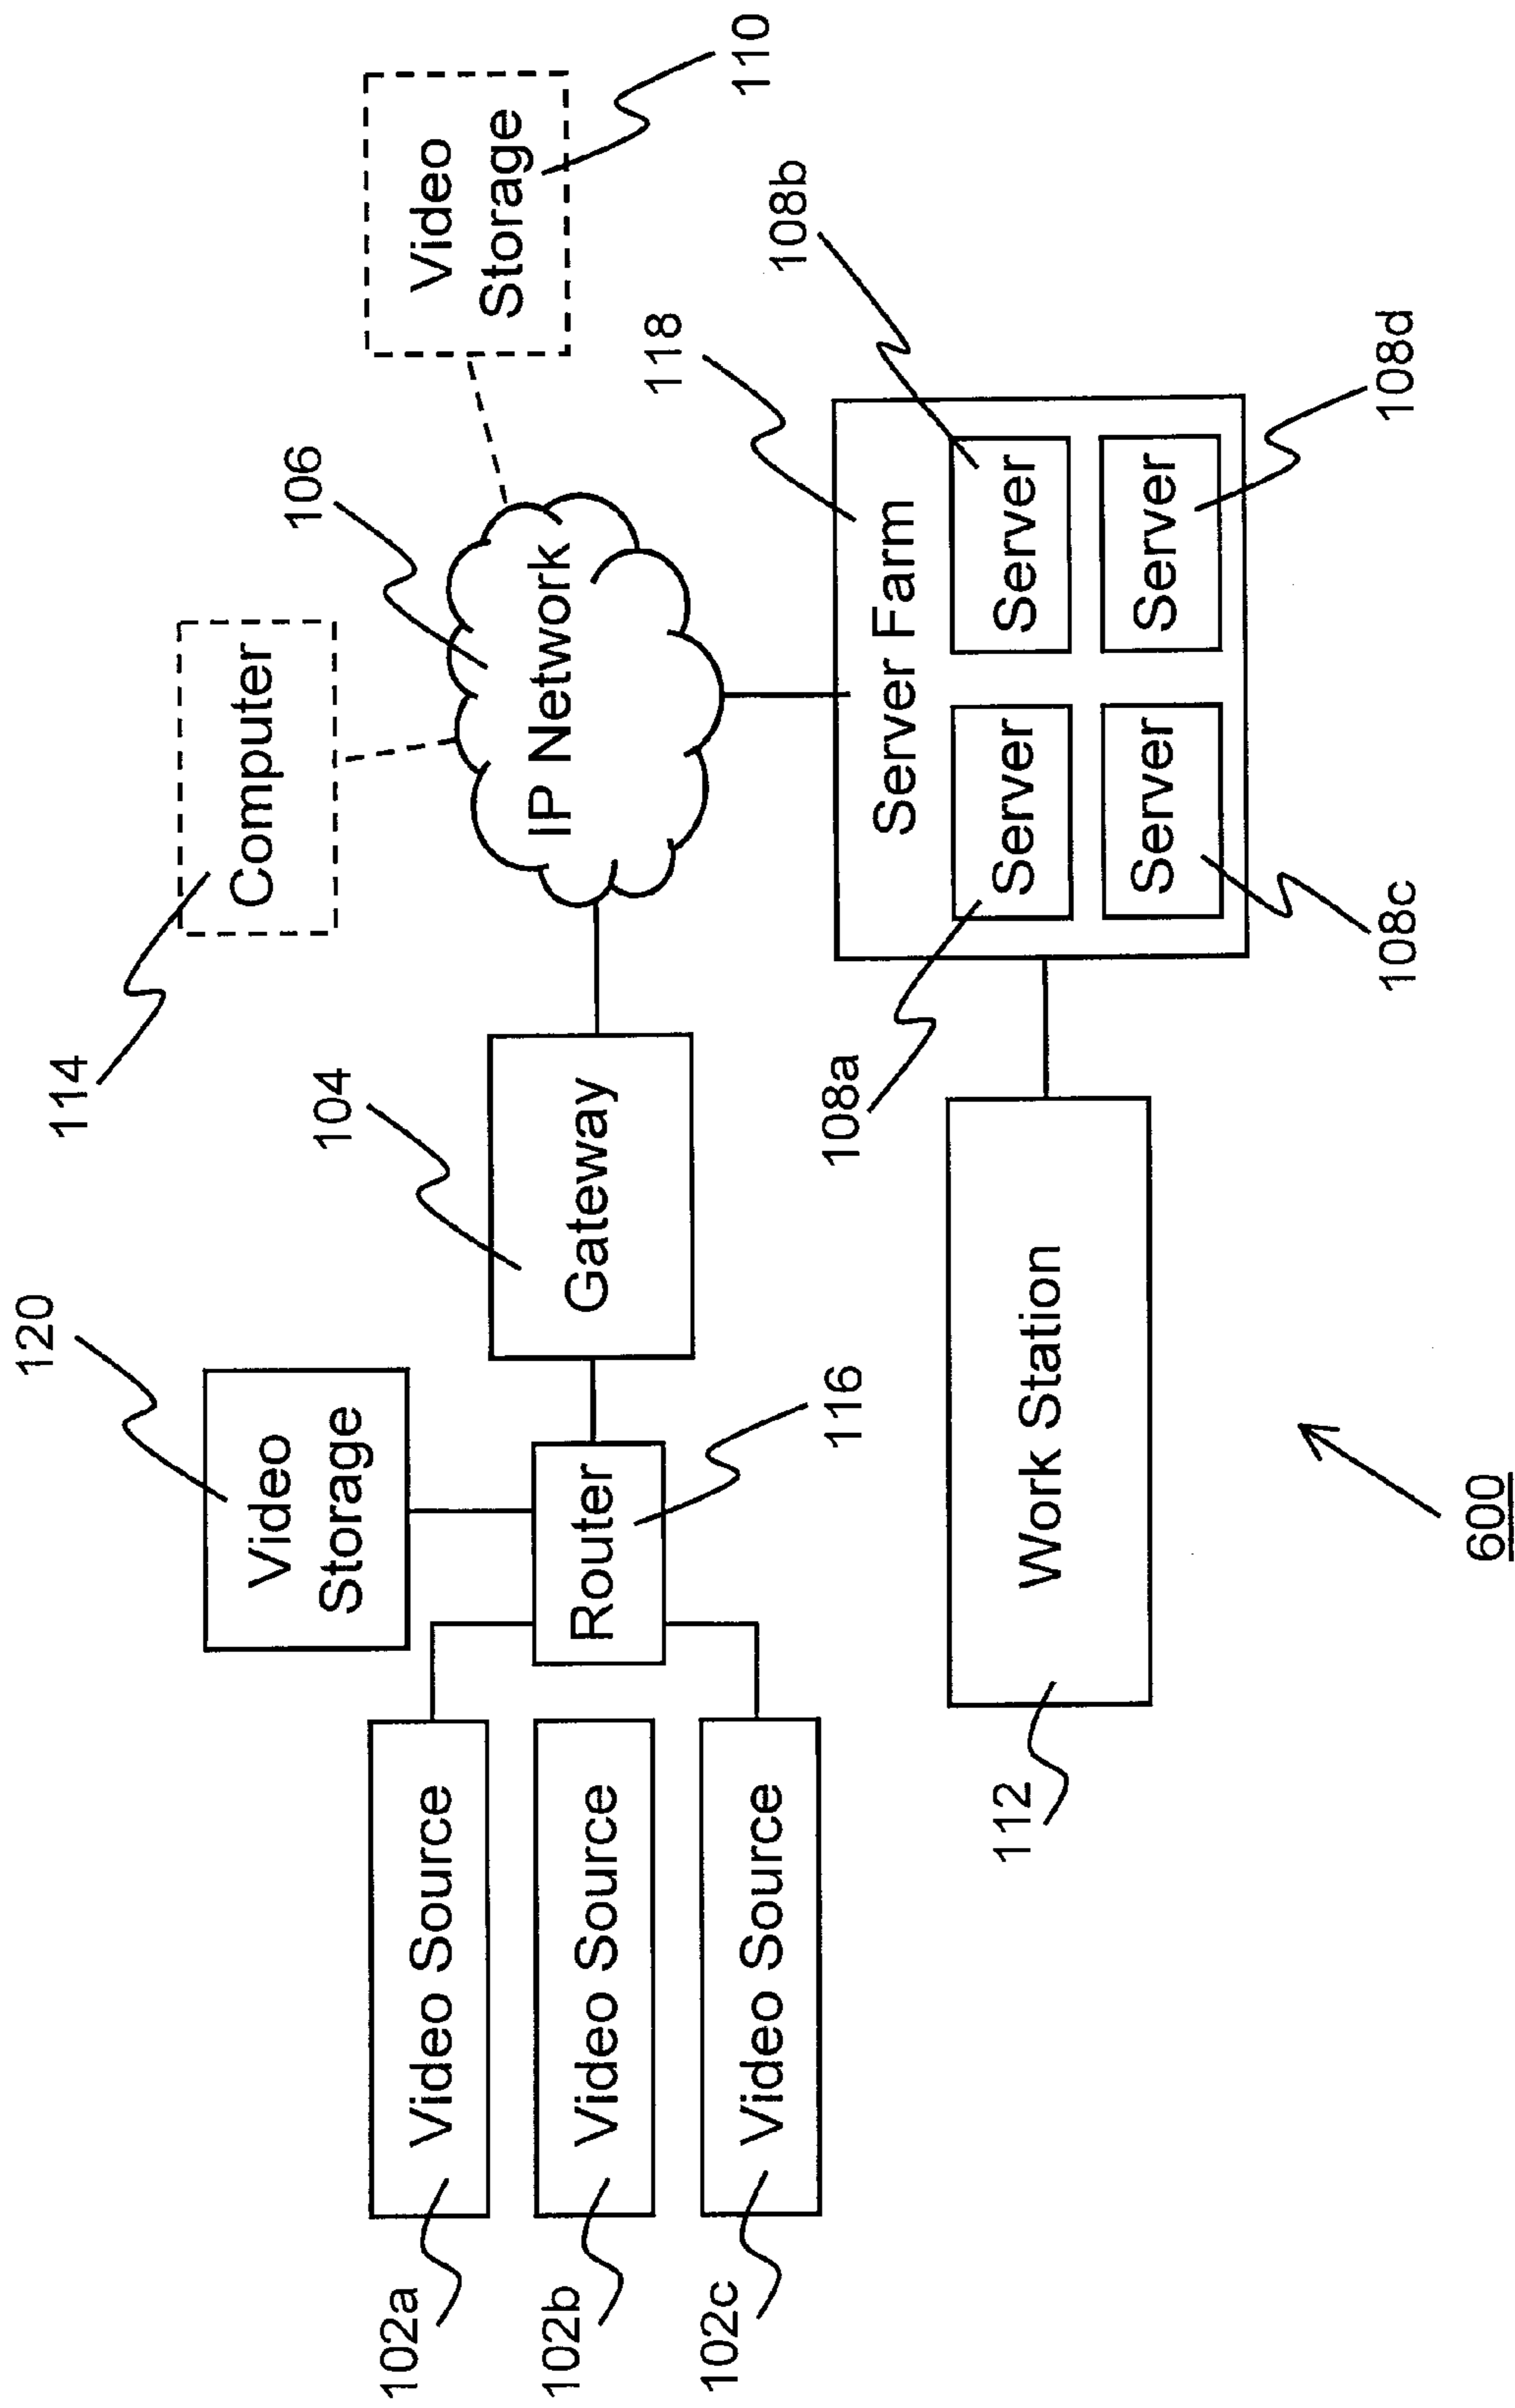 120
Video
Storage
114
Computer
106
Video
Storage
110
104
102a
Video Source
102b
Video Source
102c
Video Source
Router
116
Gateway
IP Network
118
Server Farm
108a
Server
108b
Server
108c
Server
108d
Server
112
Work Station
600